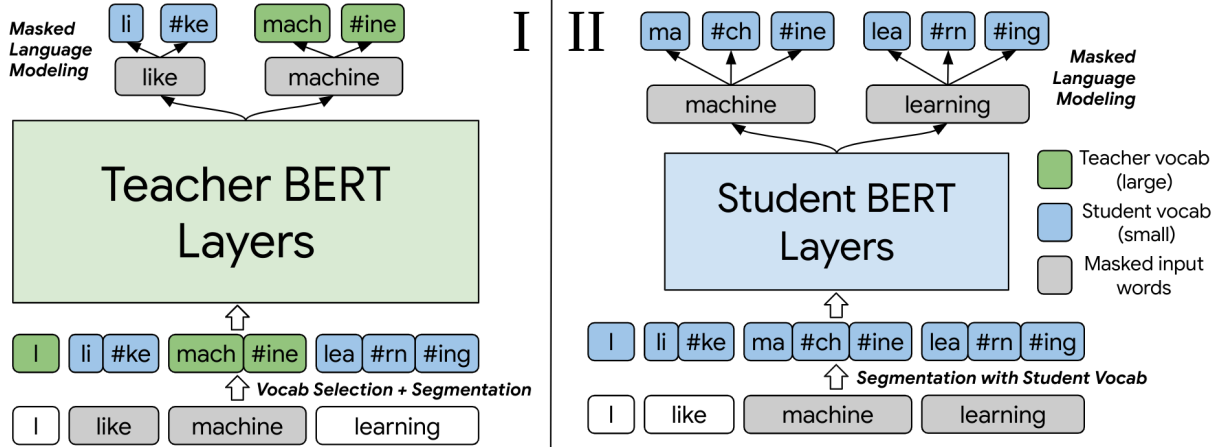 Masked
Language
Modeling
li #ke mach #ine
like machine
Teacher BERT
Layers
I li #ke mach #ine lea #rn #ing
Vocab Selection + Segmentation
I like machine learning
I
II
ma #ch #ine lea #rn #ing
Masked
Language
Modeling
machine learning
Student BERT
Layers
I li #ke ma #ch #ine lea #rn #ing
Segmentation with Student Vocab
I like machine learning
Teacher vocab
(large)
Student vocab
(small)
Masked input
words